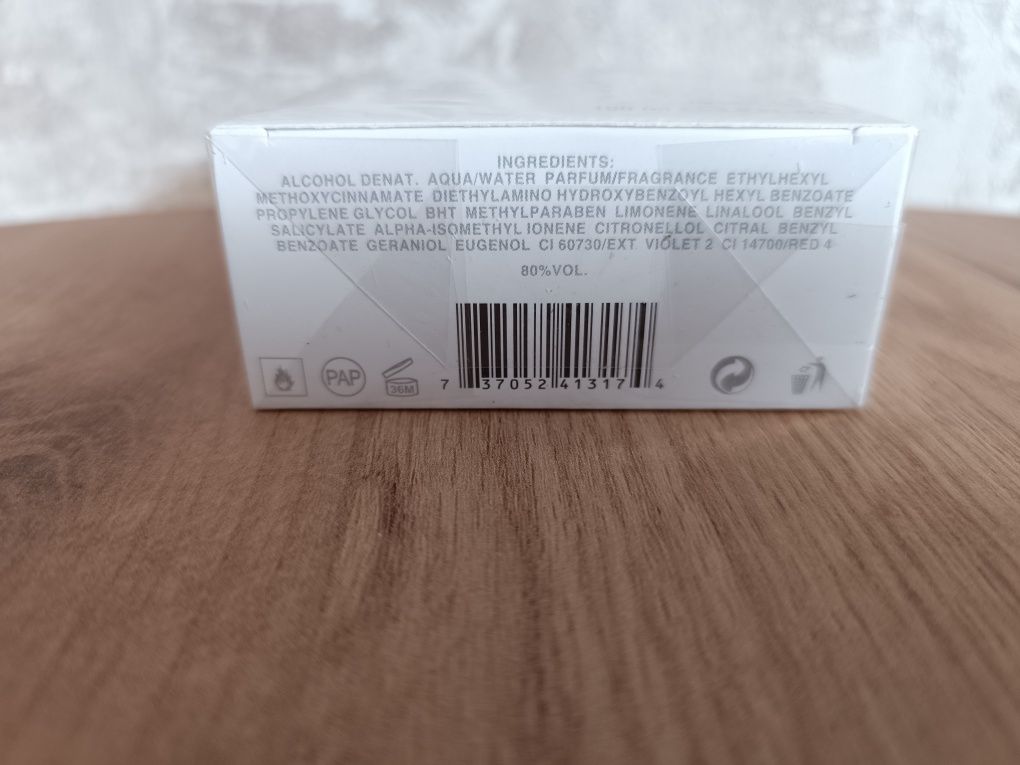 INGREDIENTS:
ALCOHOL DENAT. AQUA/WATER PARFUM/FRAGRANCE ETHYLHEXYL
METHOXYCINNAMATE DIETHYLAMINO HYDROXYBENZOYL HEXYL BENZOATE
PROPYLENE GLYCOL BHT METHYLPARABEN LIMONENE LINALOOL BENZYL
SALICYLATE ALPHA-ISOMETHYL IONENE CITRONELLOL CITRAL BENZYL
BENZOATE GERANIOL EUGENOL CI 60730/EXT VIOLET 2 CI 14700/RED 4
80%VOL.
PAP
36M
7 37052 41317 4